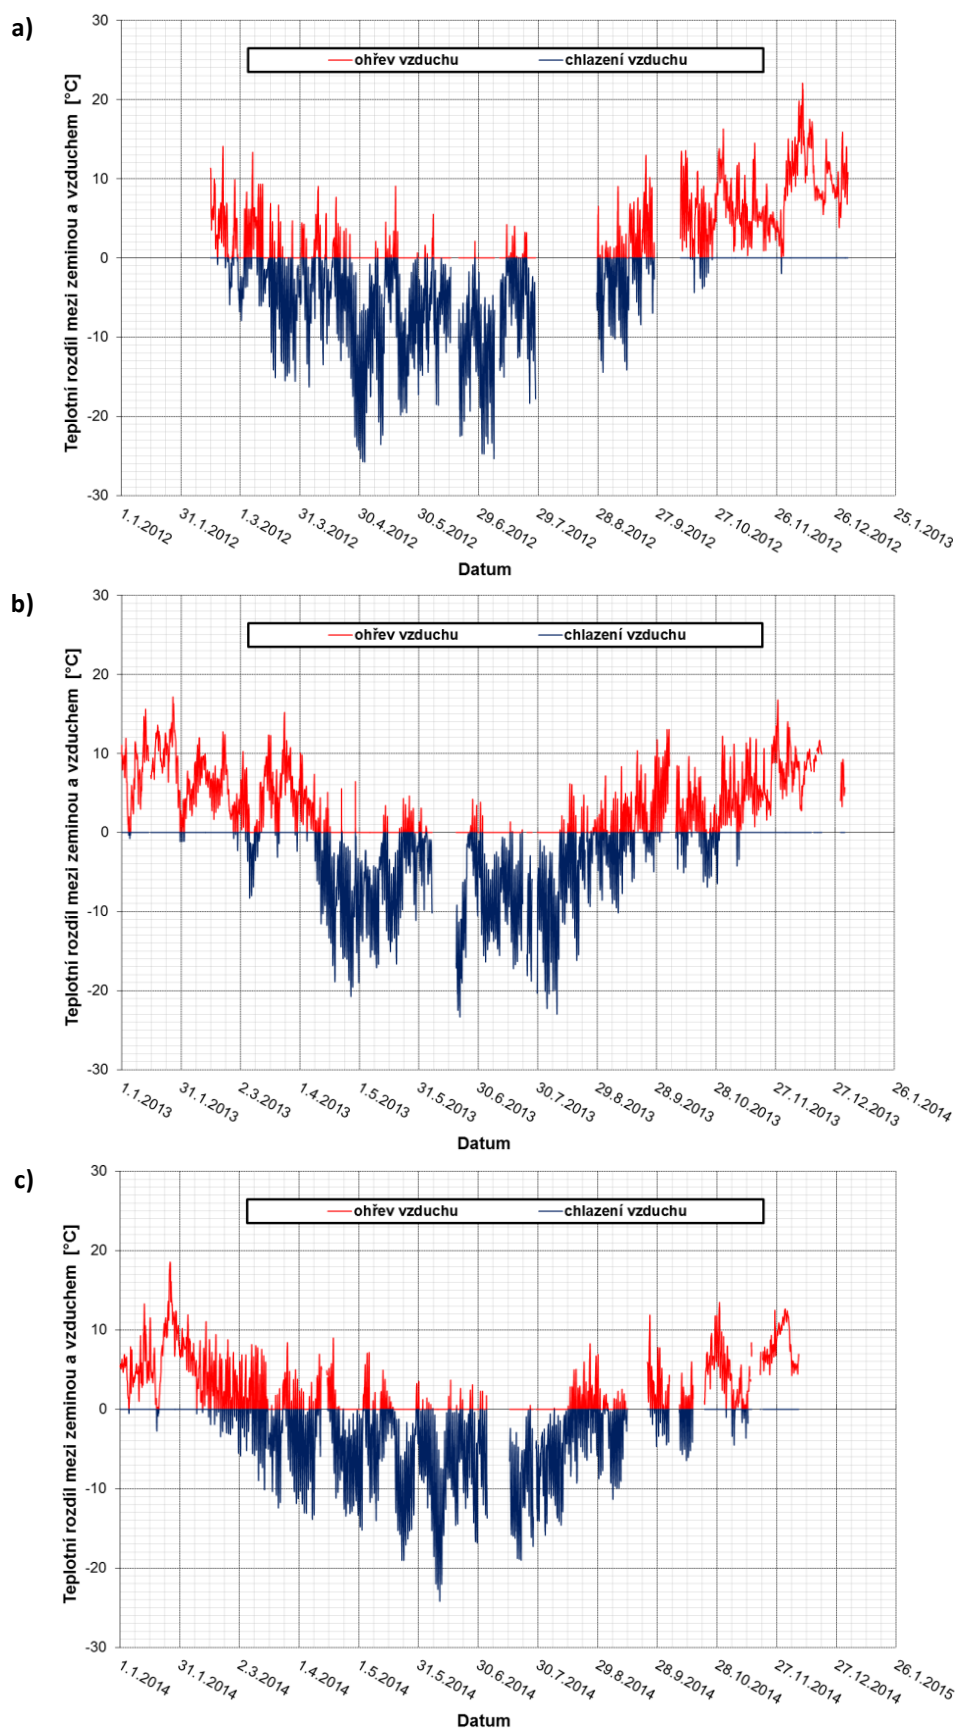 a)
Teplotní rozdíl mezi zeminou a vzduchem [°C]
ohřev vzduchu chlazení vzduchu
30
20
10
0
-10
-20
-30
1.1.2012 31.1.2012 1.3.2012 31.3.2012 30.4.2012 30.5.2012 29.6.2012 29.7.2012 28.8.2012 27.9.2012 27.10.2012 26.11.2012 26.12.2012 25.1.2013
Datum
b)
Teplotní rozdíl mezi zeminou a vzduchem [°C]
ohřev vzduchu chlazení vzduchu
30
20
10
0
-10
-20
-30
1.1.2013 31.1.2013 2.3.2013 1.4.2013 1.5.2013 31.5.2013 30.6.2013 30.7.2013 29.8.2013 28.9.2013 28.10.2013 27.11.2013 27.12.2013 26.1.2014
Datum
c)
Teplotní rozdíl mezi zeminou a vzduchem [°C]
ohřev vzduchu chlazení vzduchu
30
20
10
0
-10
-20
-30
1.1.2014 31.1.2014 2.3.2014 1.4.2014 1.5.2014 31.5.2014 30.6.2014 30.7.2014 29.8.2014 28.9.2014 28.10.2014 27.11.2014 27.12.2014 26.1.2015
Datum